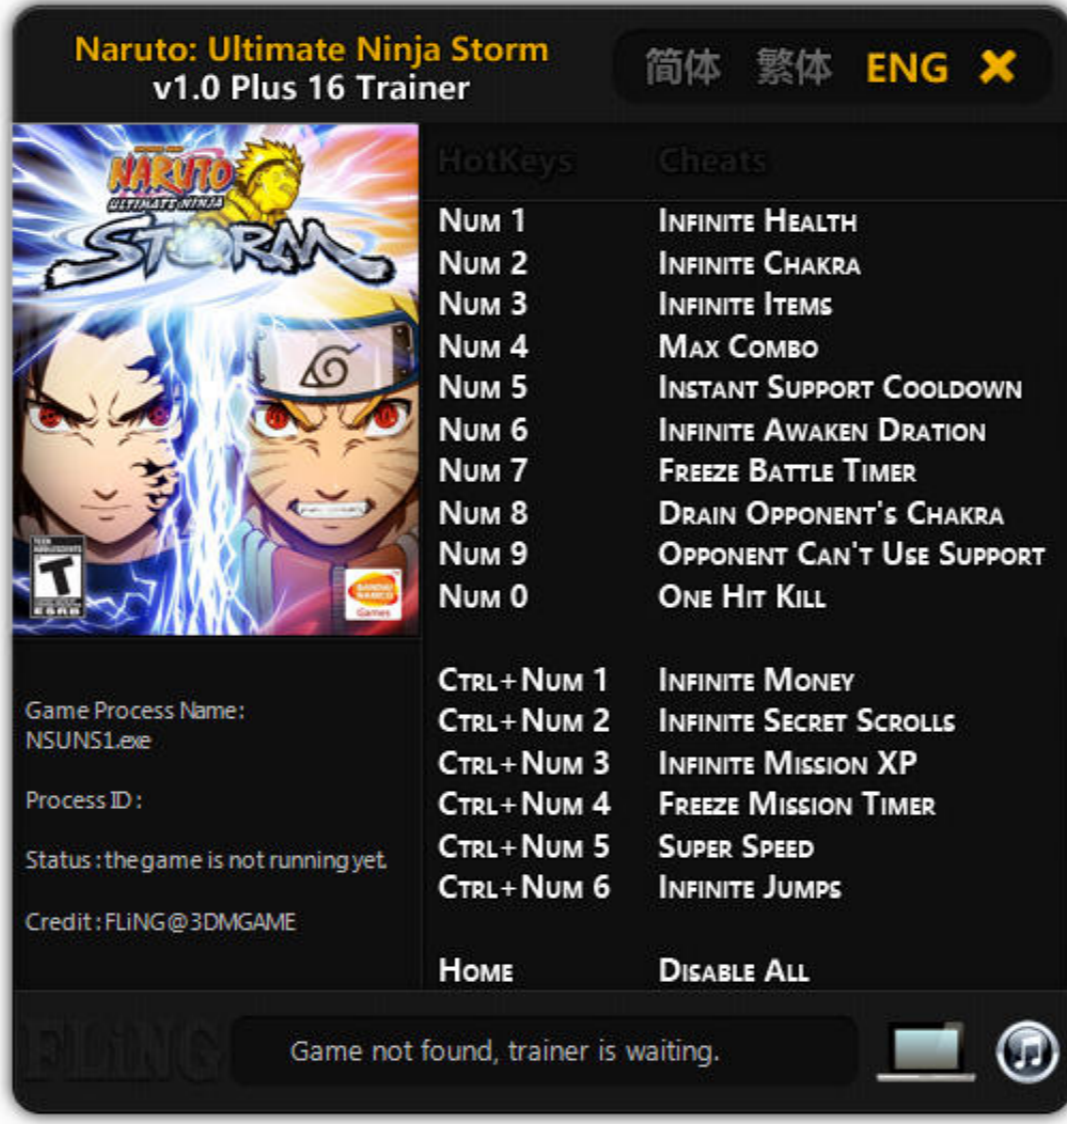 Naruto: Ultimate Ninja Storm
v1.0 Plus 16 Trainer
简体 繁体 ENG
NARUTO
ULTIMATE NINJA
STORM
T
ESRB
BANDAI
NAMCO
Games
Game Process Name:
NSUNS1.exe
Process ID:
Status: the game is not running yet.
Credit: FLiNG@3DMGAME
HotKeys Cheats
NUM 1 INFINITE HEALTH
NUM 2 INFINITE CHAKRA
NUM 3 INFINITE ITEMS
NUM 4 MAX COMBO
NUM 5 INSTANT SUPPORT COOLDOWN
NUM 6 INFINITE AWAKEN DRATION
NUM 7 FREEZE BATTLE TIMER
NUM 8 DRAIN OPPONENT'S CHAKRA
NUM 9 OPPONENT CAN'T USE SUPPORT
NUM 0 ONE HIT KILL
CTRL+NUM 1 INFINITE MONEY
CTRL+NUM 2 INFINITE SECRET SCROLLS
CTRL+NUM 3 INFINITE MISSION XP
CTRL+NUM 4 FREEZE MISSION TIMER
CTRL+NUM 5 SUPER SPEED
CTRL+NUM 6 INFINITE JUMPS
HOME DISABLE ALL
FLiNG
Game not found, trainer is waiting.